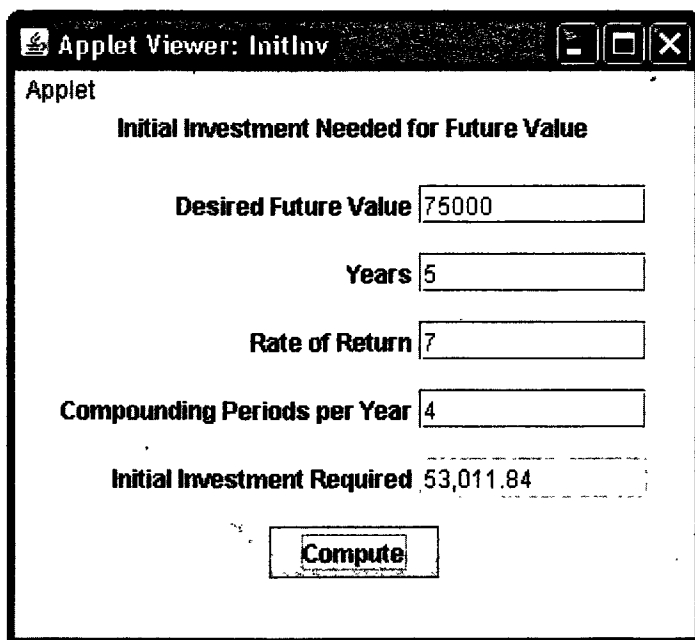 Applet Viewer: InitInv
Applet
Initial Investment Needed for Future Value
Desired Future Value 75000
Years 5
Rate of Return 7
Compounding Periods per Year 4
Initial Investment Required 53,011.84
Compute